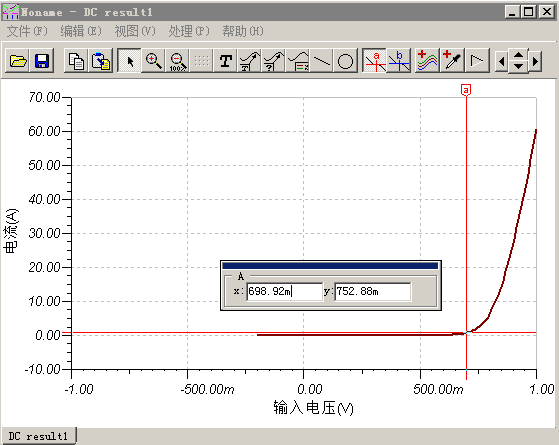 Noname - DC result1
文件(F) 编辑(E) 视图(V) 处理(P) 帮助(H)
100% T ? a b
a
70.00
60.00
50.00
40.00
30.00
20.00
10.00
0.00
-10.00
电流(A)
A
x: 698.92m y: 752.88m
-1.00 -500.00m 0.00 500.00m 1.00
输入电压(V)
DC result1